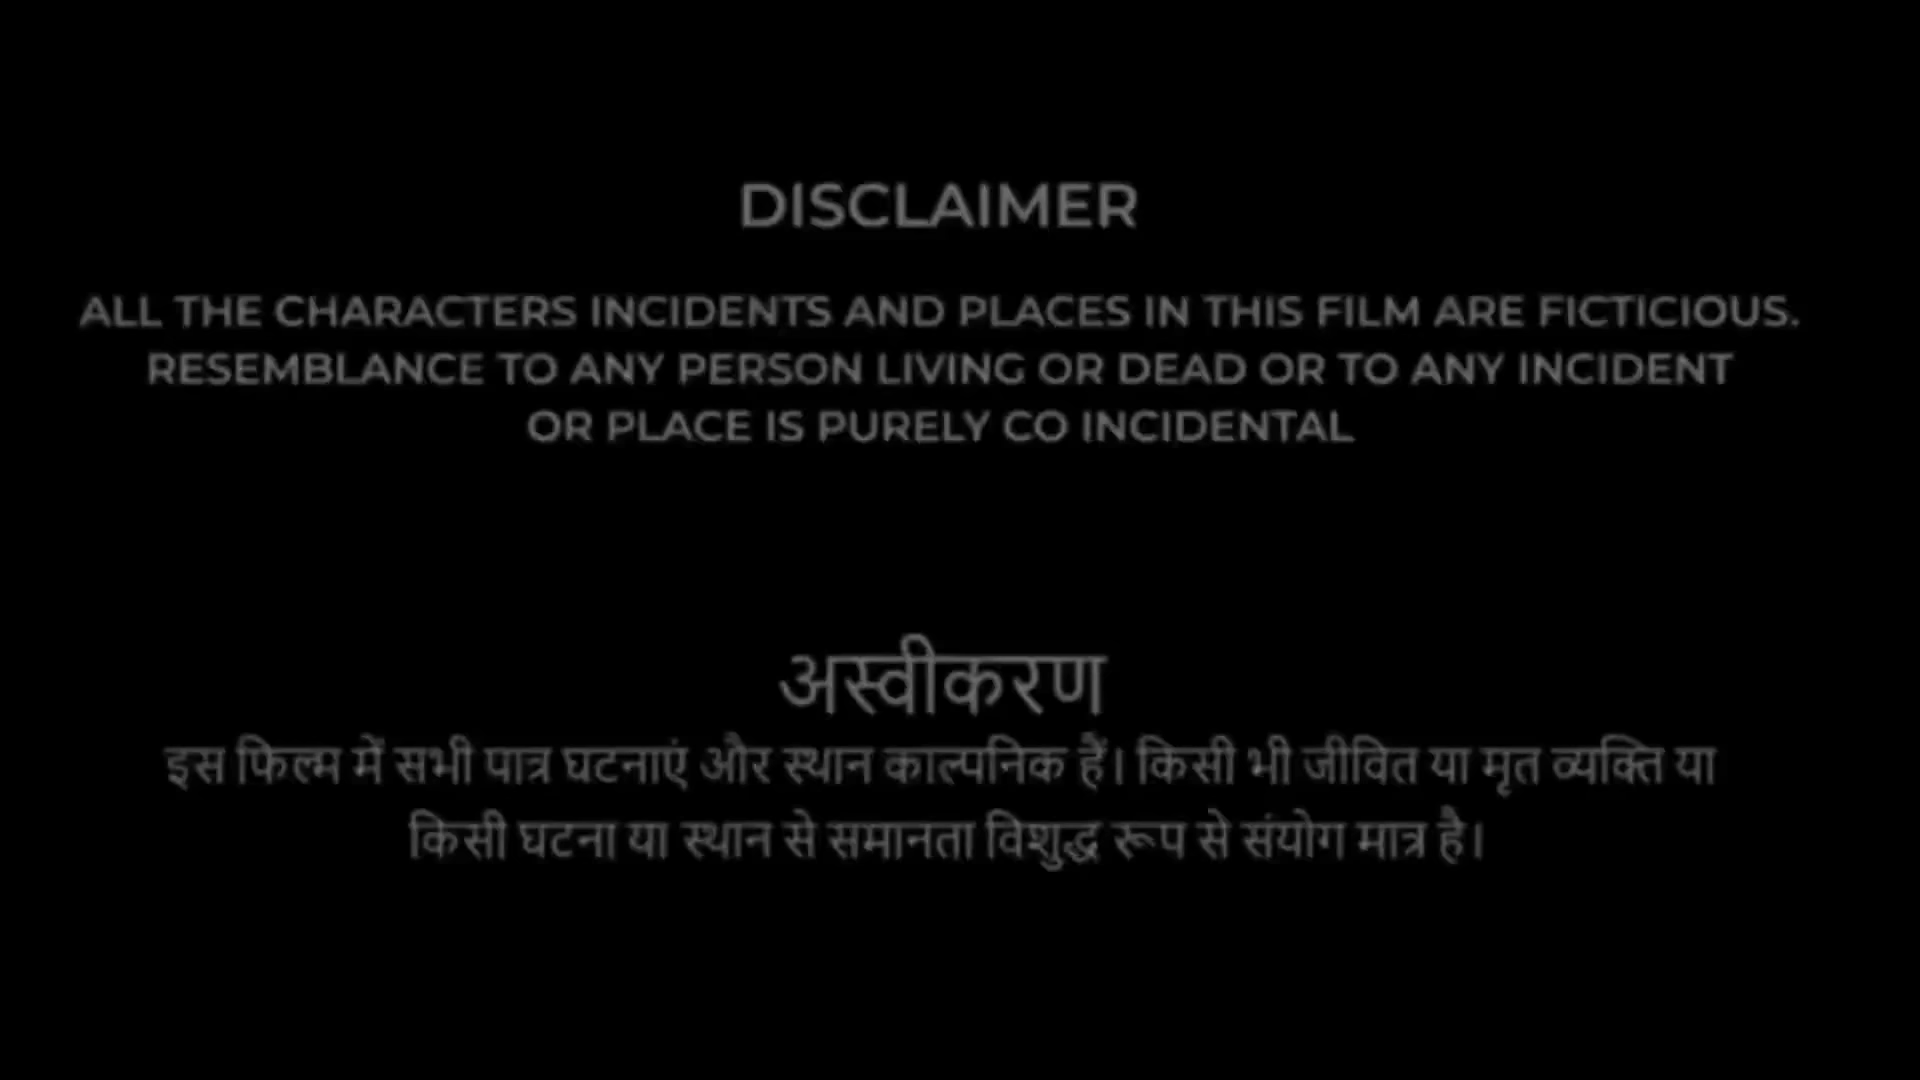 DISCLAIMER
ALL THE CHARACTERS INCIDENTS AND PLACES IN THIS FILM ARE FICTICIOUS.
RESEMBLANCE TO ANY PERSON LIVING OR DEAD OR TO ANY INCIDENT
OR PLACE IS PURELY CO INCIDENTAL
अस्वीकरण
इस फिल्म में सभी पात्र घटनाएं और स्थान काल्पनिक हैं। किसी भी जीवित या मृत व्यक्ति या
किसी घटना या स्थान से समानता विशुद्ध रूप से संयोग मात्र है।